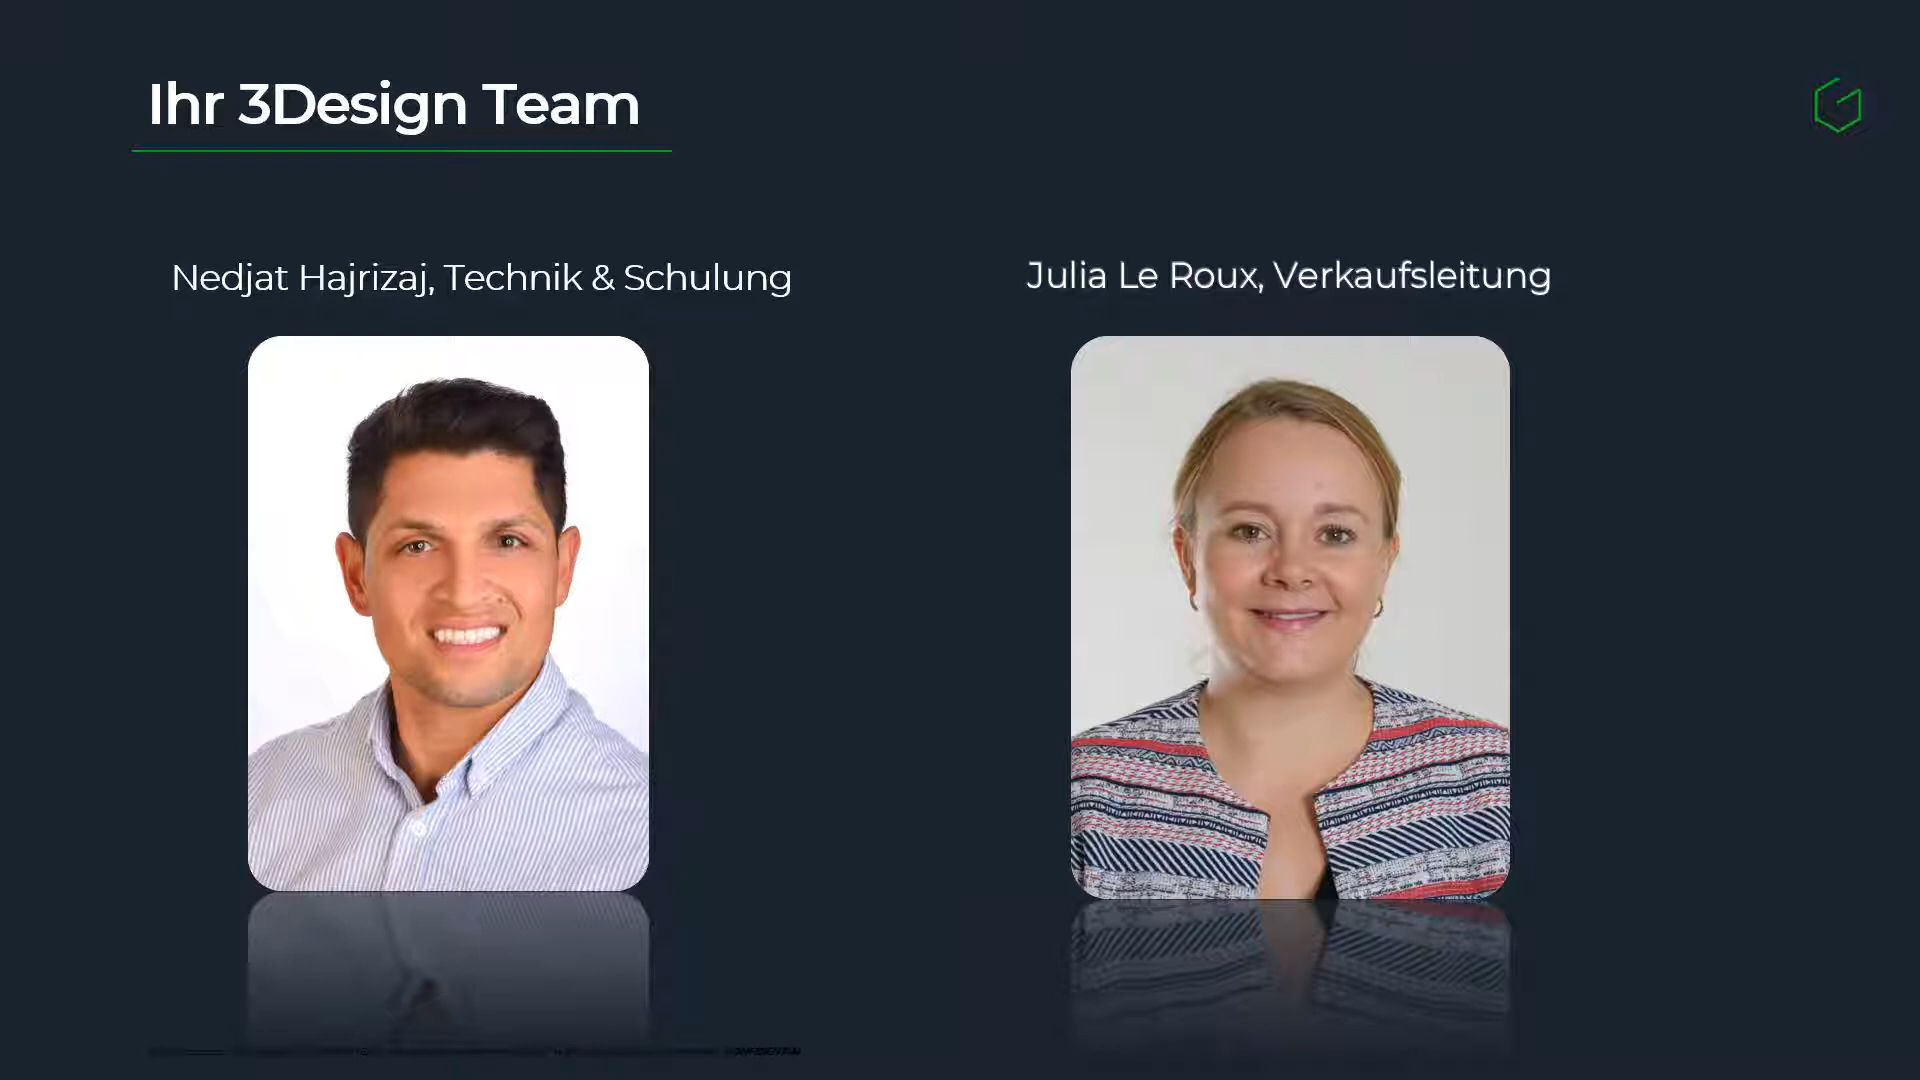 Ihr 3Design Team
Nedjat Hajrizaj, Technik & Schulung
Julia Le Roux, Verkaufsleitung